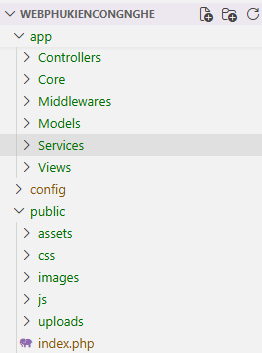 WEBPHUKIENCONGNGHE
app
Controllers
Core
Middlewares
Models
Services
Views
config
public
assets
css
images
js
uploads
index.php